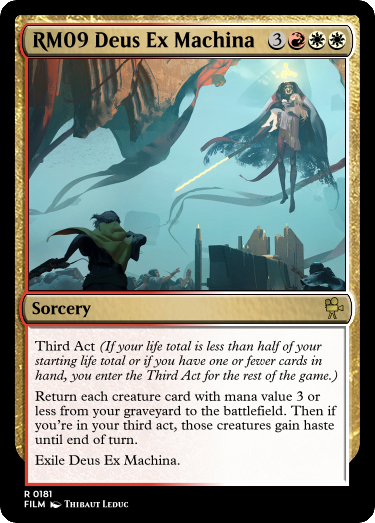 RM09 Deus Ex Machina 3
Sorcery
Third Act (If your life total is less than half of your
starting life total or if you have one or fewer cards in
hand, you enter the Third Act for the rest of the game.)
Return each creature card with mana value 3 or
less from your graveyard to the battlefield. Then if
you're in your third act, those creatures gain haste
until end of turn.
Exile Deus Ex Machina.
R 0181
FILM Thibaut Leduc